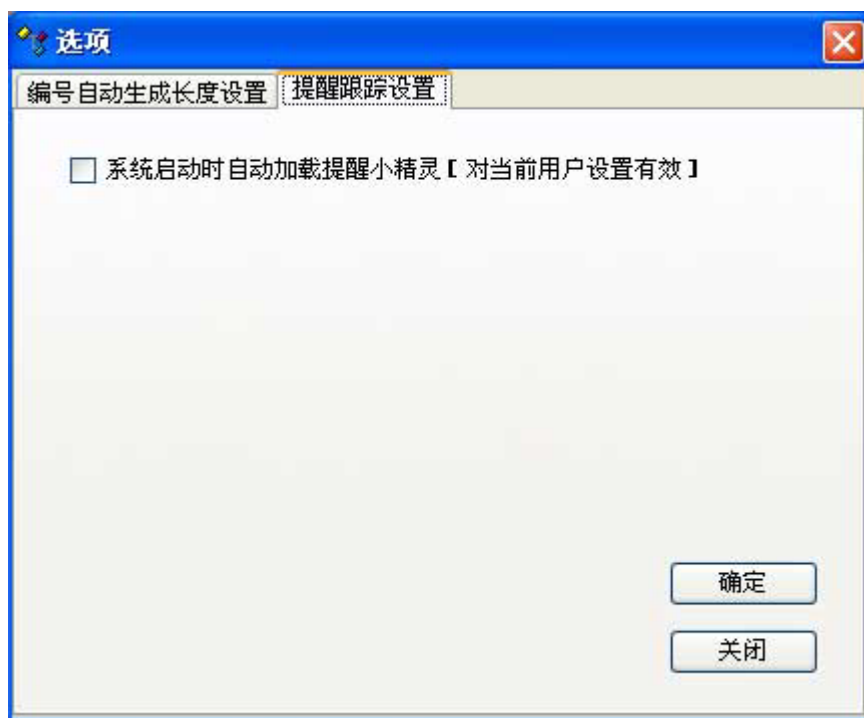 选项
编号自动生成长度设置 提醒跟踪设置
系统启动时自动加载提醒小精灵【 对当前用户设置有效 】
确定
关闭